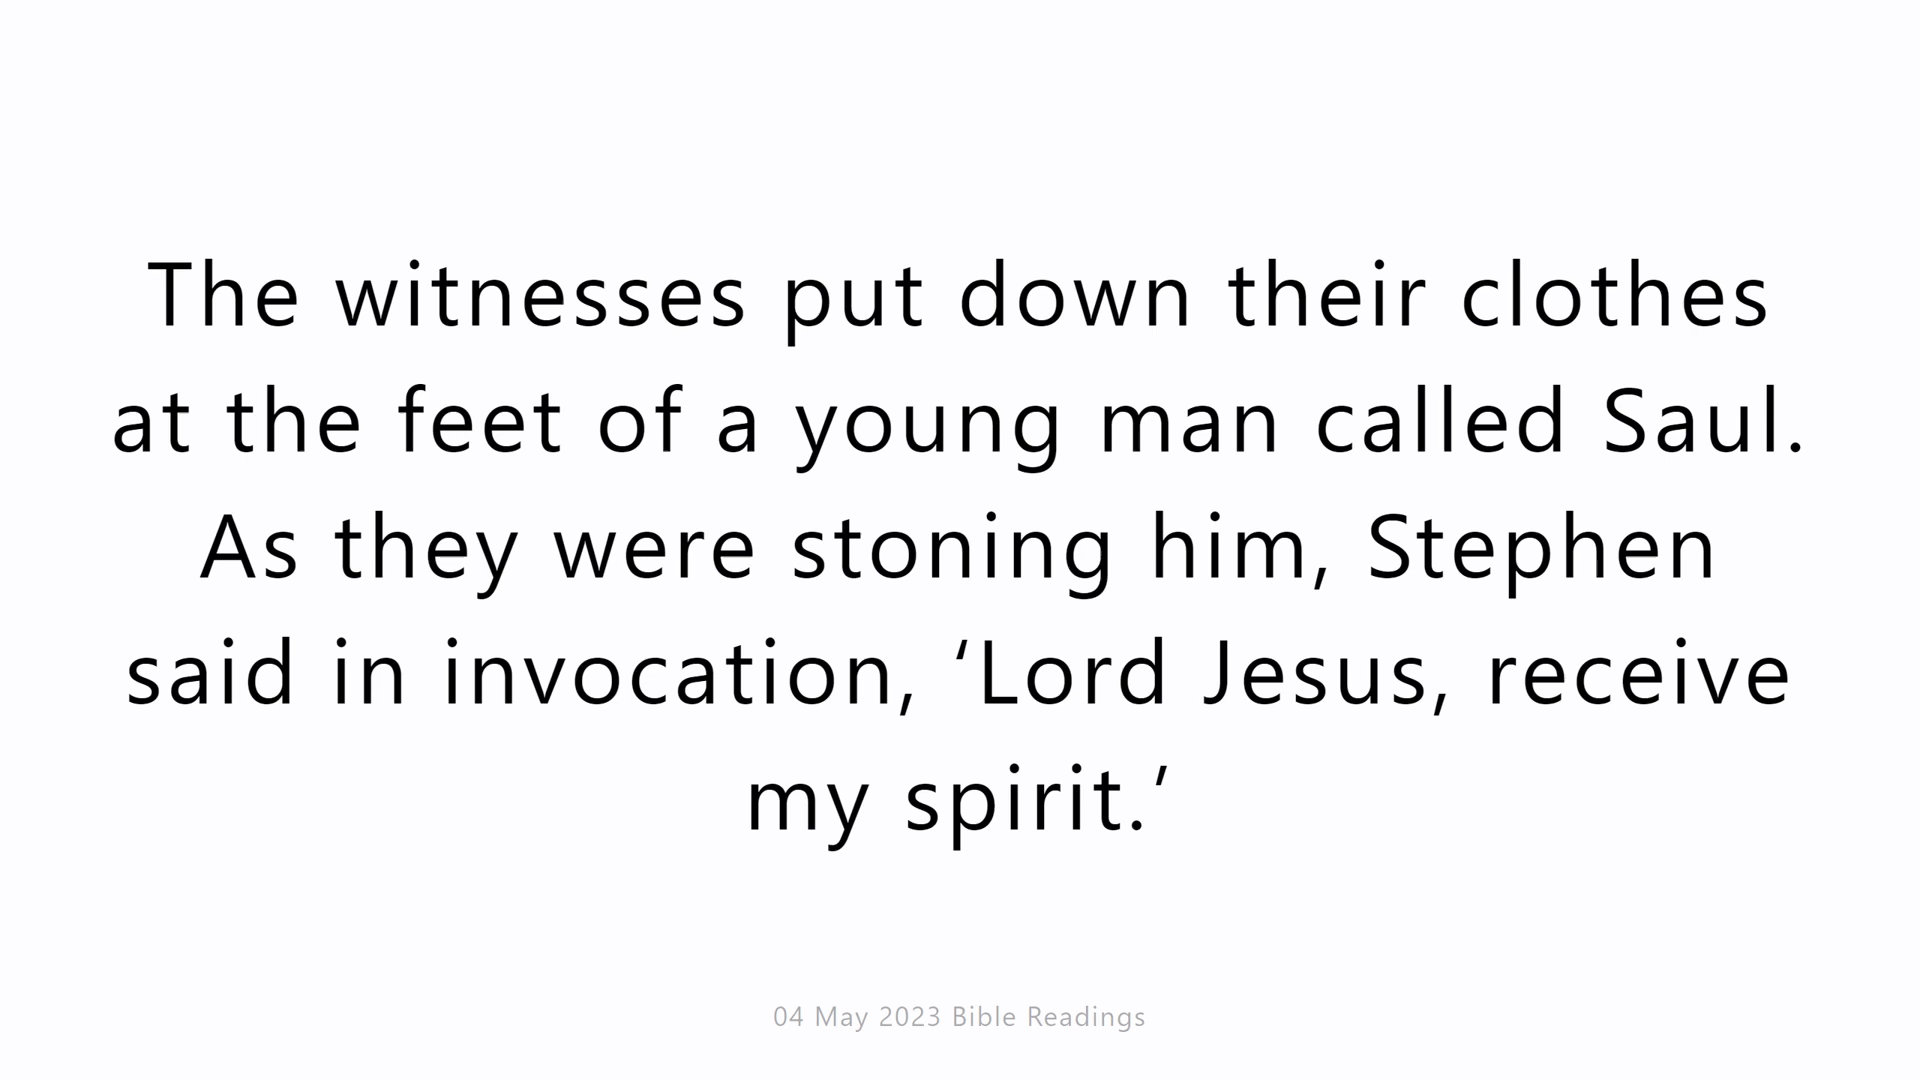 The witnesses put down their clothes
at the feet of a young man called Saul.
As they were stoning him, Stephen
said in invocation, ‘Lord Jesus, receive
my spirit.’
04 May 2023 Bible Readings